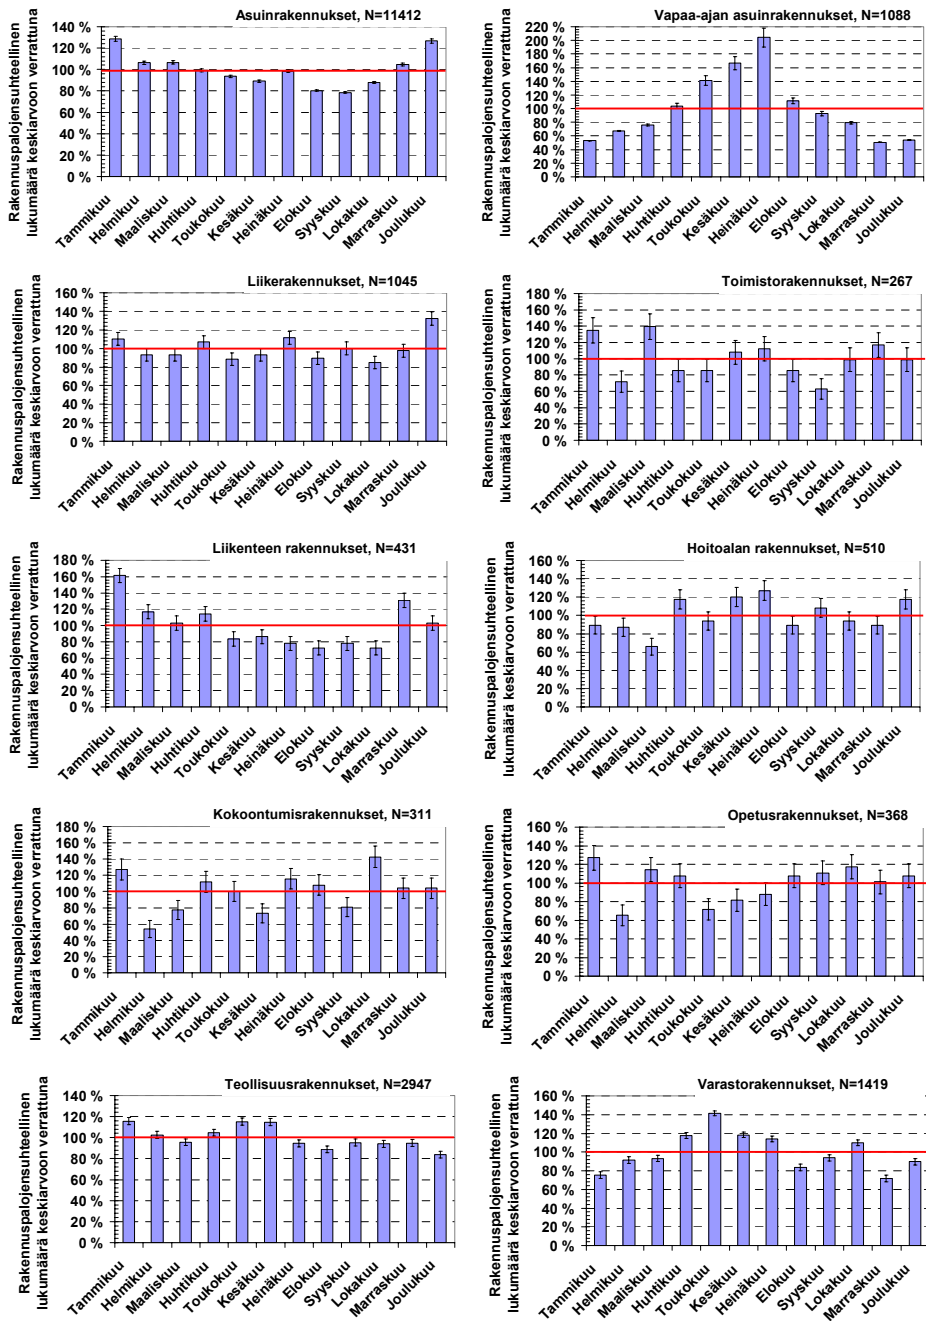 Asuinrakennukset, N=11412
Rakennuspalojensuhteellinen
lukumäärä keskiarvoon verrattuna
140 %
120 %
100 %
80 %
60 %
40 %
20 %
0 %
Tammikuu
Helmikuu
Maaliskuu
Huhtikuu
Toukokuu
Kesäkuu
Heinäkuu
Elokuu
Syyskuu
Lokakuu
Marraskuu
Joulukuu
Vapaa-ajan asuinrakennukset, N=1088
Rakennuspalojensuhteellinen
lukumäärä keskiarvoon verrattuna
220 %
200 %
180 %
160 %
140 %
120 %
100 %
80 %
60 %
40 %
20 %
0 %
Tammikuu
Helmikuu
Maaliskuu
Huhtikuu
Toukokuu
Kesäkuu
Heinäkuu
Elokuu
Syyskuu
Lokakuu
Marraskuu
Joulukuu
Liikerakennukset, N=1045
Rakennuspalojensuhteellinen
lukumäärä keskiarvoon verrattuna
160 %
140 %
120 %
100 %
80 %
60 %
40 %
20 %
0 %
Tammikuu
Helmikuu
Maaliskuu
Huhtikuu
Toukokuu
Kesäkuu
Heinäkuu
Elokuu
Syyskuu
Lokakuu
Marraskuu
Joulukuu
Toimistorakennukset, N=267
Rakennuspalojensuhteellinen
lukumäärä keskiarvoon verrattuna
180 %
160 %
140 %
120 %
100 %
80 %
60 %
40 %
20 %
0 %
Tammikuu
Helmikuu
Maaliskuu
Huhtikuu
Toukokuu
Kesäkuu
Heinäkuu
Elokuu
Syyskuu
Lokakuu
Marraskuu
Joulukuu
Liikenteen rakennukset, N=431
Rakennuspalojensuhteellinen
lukumäärä keskiarvoon verrattuna
180 %
160 %
140 %
120 %
100 %
80 %
60 %
40 %
20 %
0 %
Tammikuu
Helmikuu
Maaliskuu
Huhtikuu
Toukokuu
Kesäkuu
Heinäkuu
Elokuu
Syyskuu
Lokakuu
Marraskuu
Joulukuu
Hoitoalan rakennukset, N=510
Rakennuspalojensuhteellinen
lukumäärä keskiarvoon verrattuna
160 %
140 %
120 %
100 %
80 %
60 %
40 %
20 %
0 %
Tammikuu
Helmikuu
Maaliskuu
Huhtikuu
Toukokuu
Kesäkuu
Heinäkuu
Elokuu
Syyskuu
Lokakuu
Marraskuu
Joulukuu
Kokoontumisrakennukset, N=311
Rakennuspalojensuhteellinen
lukumäärä keskiarvoon verrattuna
180 %
160 %
140 %
120 %
100 %
80 %
60 %
40 %
20 %
0 %
Tammikuu
Helmikuu
Maaliskuu
Huhtikuu
Toukokuu
Kesäkuu
Heinäkuu
Elokuu
Syyskuu
Lokakuu
Marraskuu
Joulukuu
Opetusrakennukset, N=368
Rakennuspalojensuhteellinen
lukumäärä keskiarvoon verrattuna
160 %
140 %
120 %
100 %
80 %
60 %
40 %
20 %
0 %
Tammikuu
Helmikuu
Maaliskuu
Huhtikuu
Toukokuu
Kesäkuu
Heinäkuu
Elokuu
Syyskuu
Lokakuu
Marraskuu
Joulukuu
Teollisuusrakennukset, N=2947
Rakennuspalojensuhteellinen
lukumäärä keskiarvoon verrattuna
140 %
120 %
100 %
80 %
60 %
40 %
20 %
0 %
Tammikuu
Helmikuu
Maaliskuu
Huhtikuu
Toukokuu
Kesäkuu
Heinäkuu
Elokuu
Syyskuu
Lokakuu
Marraskuu
Joulukuu
Varastorakennukset, N=1419
Rakennuspalojensuhteellinen
lukumäärä keskiarvoon verrattuna
160 %
140 %
120 %
100 %
80 %
60 %
40 %
20 %
0 %
Tammikuu
Helmikuu
Maaliskuu
Huhtikuu
Toukokuu
Kesäkuu
Heinäkuu
Elokuu
Syyskuu
Lokakuu
Marraskuu
Joulukuu